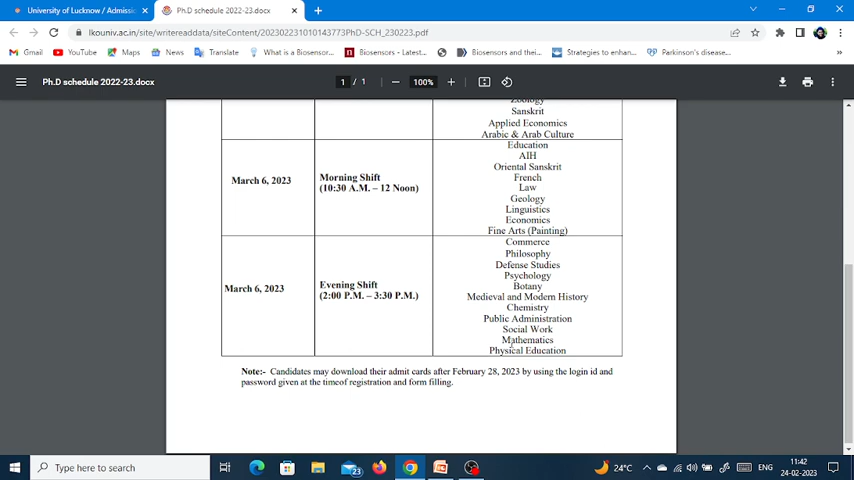 University of Lucknow / Admissi
Ph.D schedule 2022-23.docx
lkouniv.ac.in/site/writereaddata/siteContent/202302231010143773PhD-SCH_230223.pdf
Gmail
YouTube
Maps
News
Translate
What is a Biosensor...
Biosensors - Latest...
Biosensors and thei...
Strategies to enhan...
Parkinson's disease...
Ph.D schedule 2022-23.docx
1 / 1
100%
Zoology
Sanskrit
Applied Economics
Arabic & Arab Culture
March 6, 2023
Morning Shift
(10:30 A.M. – 12 Noon)
Education
AIH
Oriental Sanskrit
French
Law
Geology
Linguistics
Economics
Fine Arts (Painting)
March 6, 2023
Evening Shift
(2:00 P.M. – 3:30 P.M.)
Commerce
Philosophy
Defense Studies
Psychology
Botany
Medieval and Modern History
Chemistry
Public Administration
Social Work
Mathematics
Physical Education
Note:- Candidates may download their admit cards after February 28, 2023 by using the login id and
password given at the timeof registration and form filling.
Type here to search
23
24°C
ENG
11:42
24-02-2023